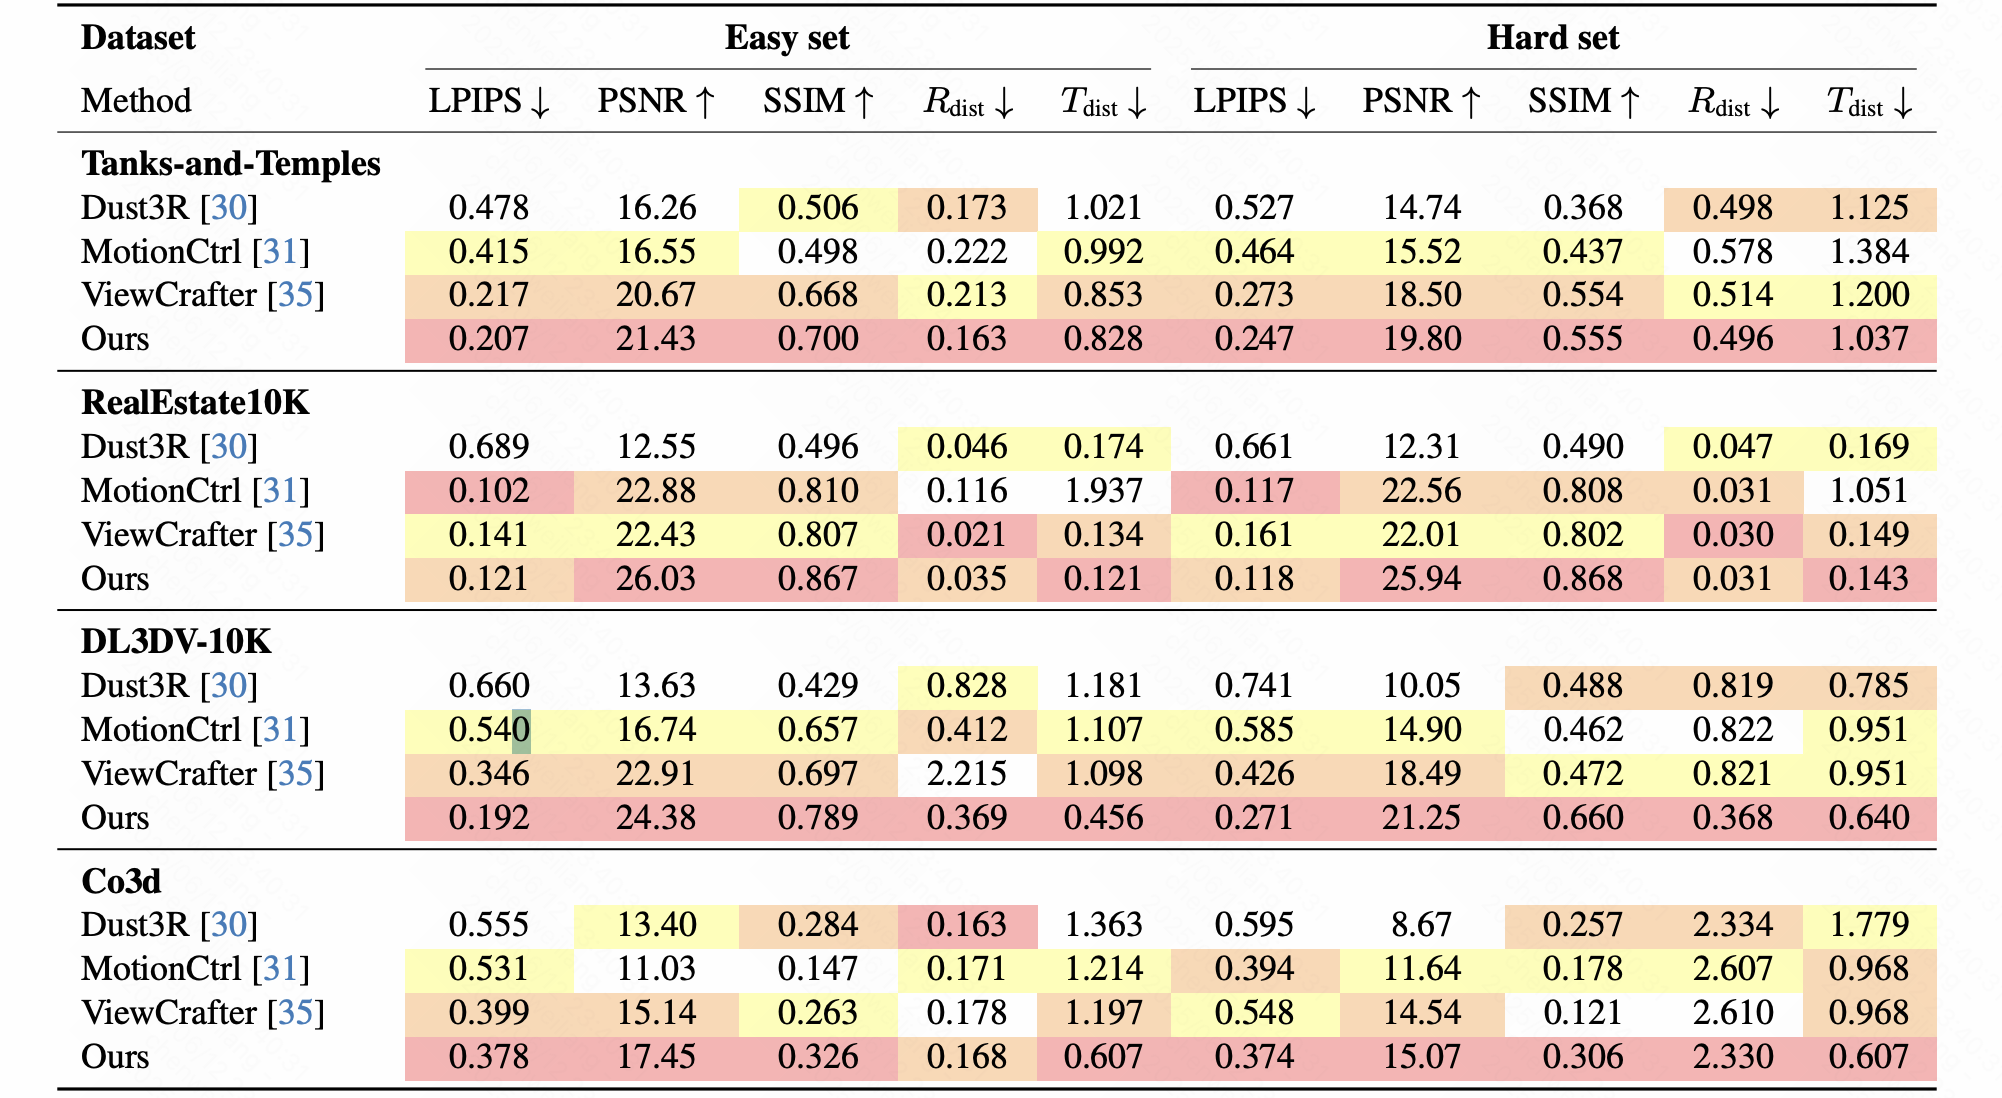 Dataset Easy set Hard set
Method LPIPS ↓ PSNR ↑ SSIM ↑ R_dist ↓ T_dist ↓ LPIPS ↓ PSNR ↑ SSIM ↑ R_dist ↓ T_dist ↓
Tanks-and-Temples
Dust3R [30] 0.478 16.26 0.506 0.173 1.021 0.527 14.74 0.368 0.498 1.125
MotionCtrl [31] 0.415 16.55 0.498 0.222 0.992 0.464 15.52 0.437 0.578 1.384
ViewCrafter [35] 0.217 20.67 0.668 0.213 0.853 0.273 18.50 0.554 0.514 1.200
Ours 0.207 21.43 0.700 0.163 0.828 0.247 19.80 0.555 0.496 1.037
RealEstate10K
Dust3R [30] 0.689 12.55 0.496 0.046 0.174 0.661 12.31 0.490 0.047 0.169
MotionCtrl [31] 0.102 22.88 0.810 0.116 1.937 0.117 22.56 0.808 0.031 1.051
ViewCrafter [35] 0.141 22.43 0.807 0.021 0.134 0.161 22.01 0.802 0.030 0.149
Ours 0.121 26.03 0.867 0.035 0.121 0.118 25.94 0.868 0.031 0.143
DL3DV-10K
Dust3R [30] 0.660 13.63 0.429 0.828 1.181 0.741 10.05 0.488 0.819 0.785
MotionCtrl [31] 0.540 16.74 0.657 0.412 1.107 0.585 14.90 0.462 0.822 0.951
ViewCrafter [35] 0.346 22.91 0.697 2.215 1.098 0.426 18.49 0.472 0.821 0.951
Ours 0.192 24.38 0.789 0.369 0.456 0.271 21.25 0.660 0.368 0.640
Co3d
Dust3R [30] 0.555 13.40 0.284 0.163 1.363 0.595 8.67 0.257 2.334 1.779
MotionCtrl [31] 0.531 11.03 0.147 0.171 1.214 0.394 11.64 0.178 2.607 0.968
ViewCrafter [35] 0.399 15.14 0.263 0.178 1.197 0.548 14.54 0.121 2.610 0.968
Ours 0.378 17.45 0.326 0.168 0.607 0.374 15.07 0.306 2.330 0.607